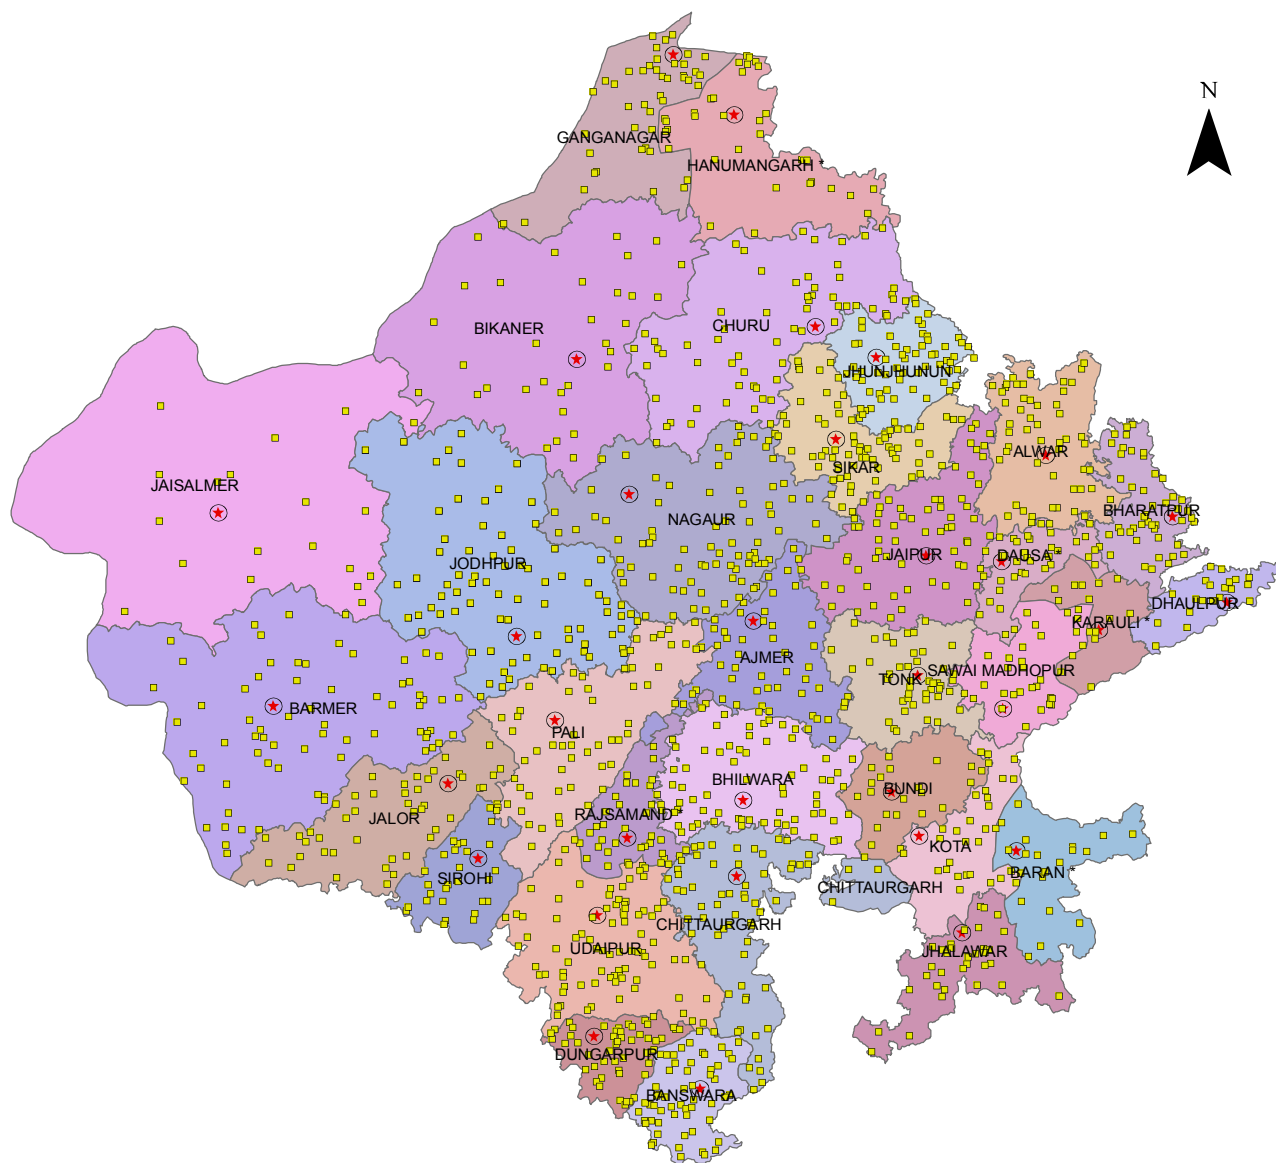 N
GANGANAGAR
HANUMANGARH *
BIKANER
CHURU
JHUNJHUNUN
SIKAR
ALWAR
JAISALMER
NAGAUR
BHARATPUR
JODHPUR
JAIPUR
DAUSA *
DHAULPUR
KARAULI *
AJMER
TONK
SAWAI MADHOPUR
BARMER
PALI
BHILWARA
BUNDI
JALOR
RAJSAMAND *
KOTA
SIROHI
BARAN *
CHITTAURGARH
CHITTAURGARH
UDAIPUR
JHALAWAR
DUNGARPUR
BANSWARA